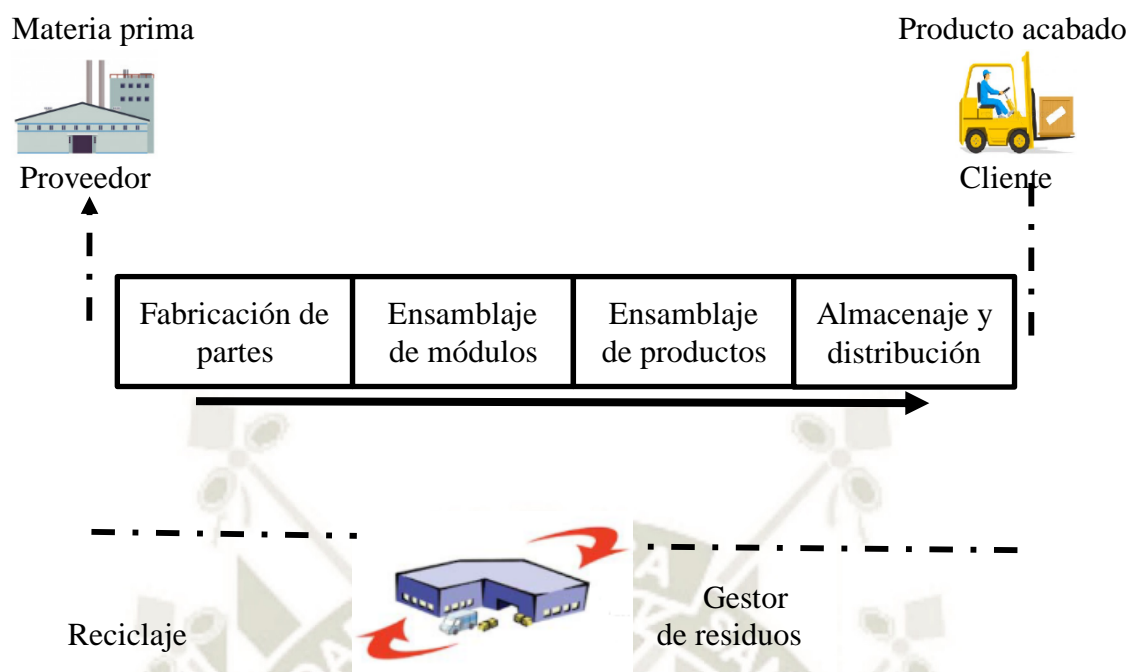 Materia prima
Producto acabado
Proveedor
Cliente
Fabricación de
partes
Ensamblaje
de módulos
Ensamblaje
de productos
Almacenaje y
distribución
Reciclaje
Gestor
de residuos